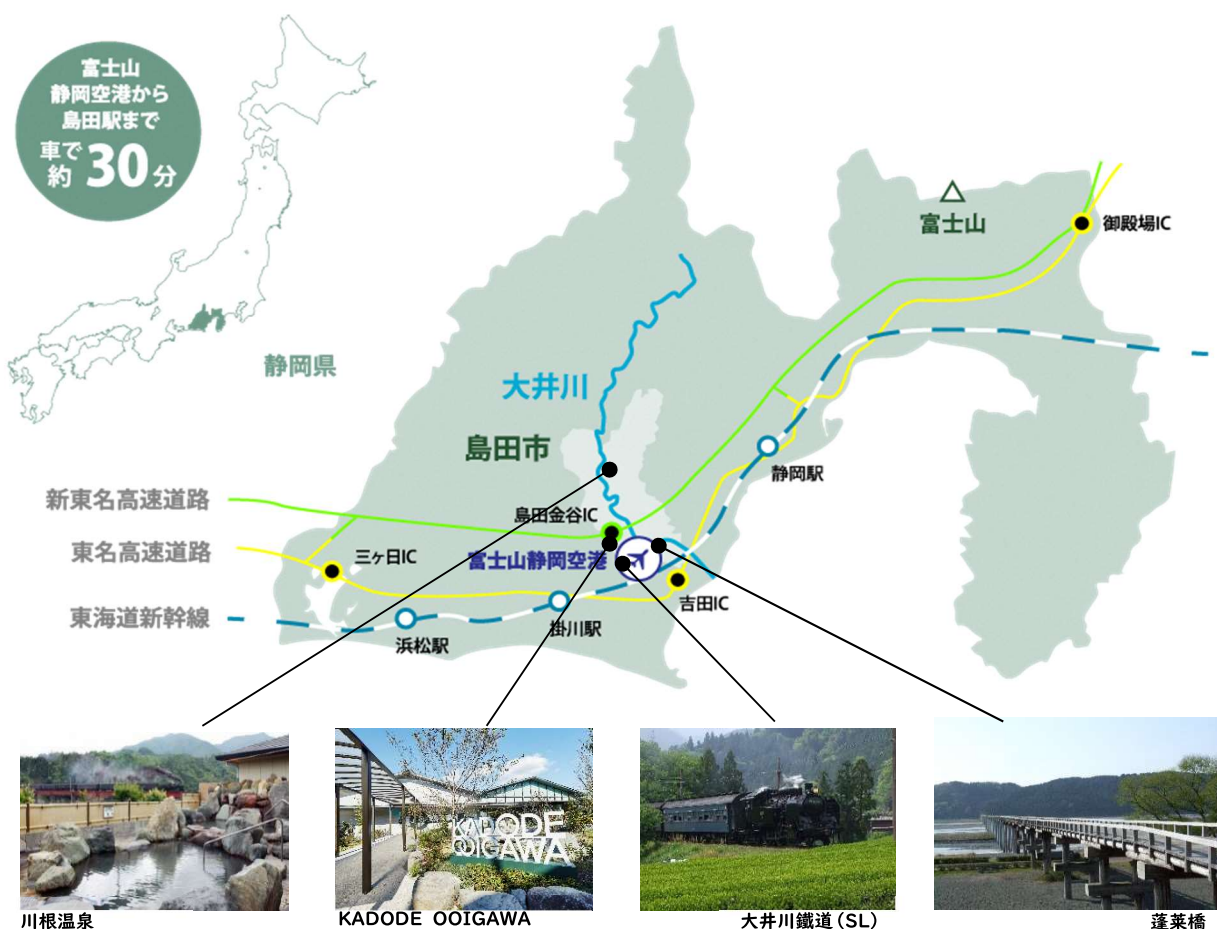 富士山
静岡空港から
島田駅まで
車で
約30分
富士山
御殿場IC
静岡県
大井川
島田市
静岡駅
新東名高速道路
島田金谷IC
東名高速道路
三ヶ日IC
富士山静岡空港
吉田IC
東海道新幹線
掛川駅
浜松駅
KADODE
OOIGAWA
川根温泉
KADODE OOIGAWA
大井川鐵道(SL)
蓬莱橋